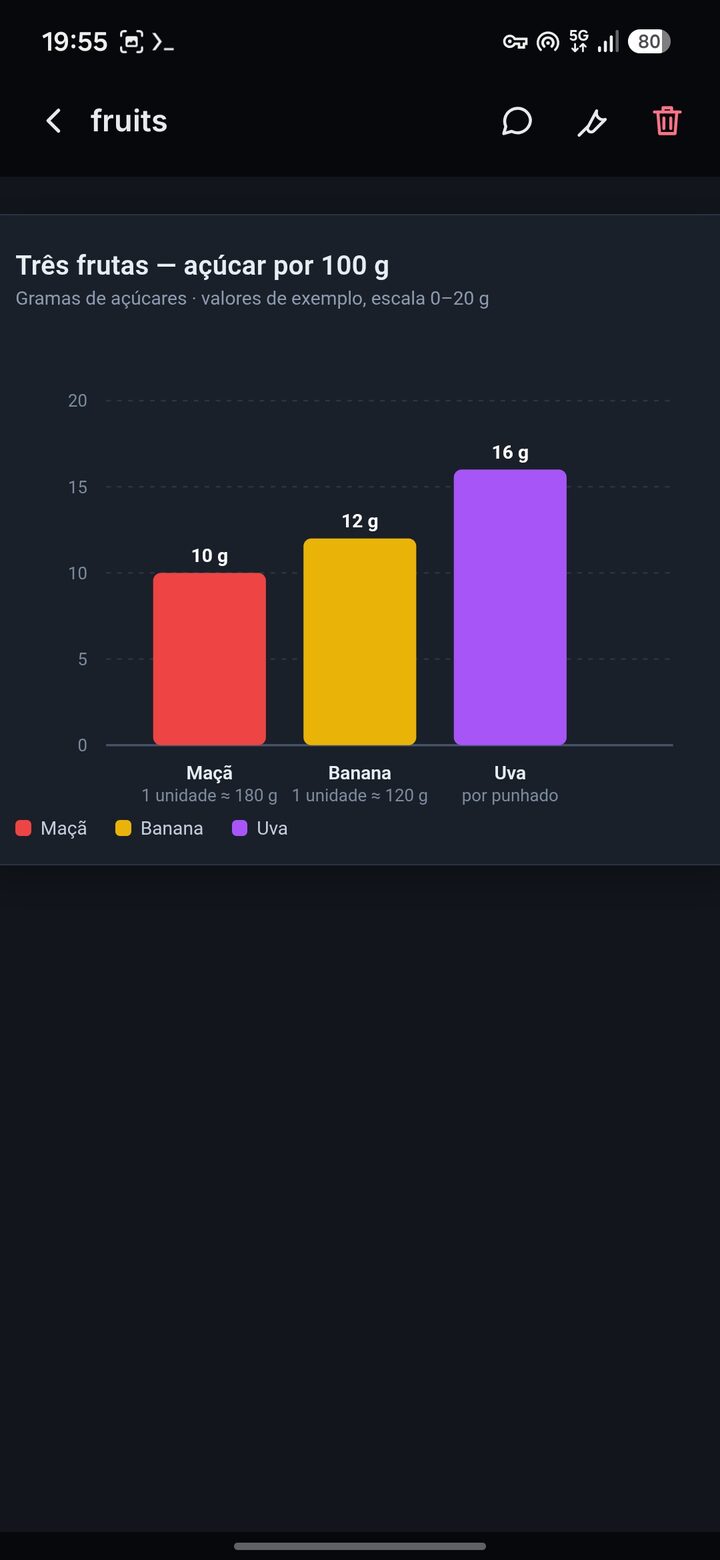 19:55
5G
80
fruits
Três frutas — açúcar por 100 g
Gramas de açúcares · valores de exemplo, escala 0–20 g
20
16 g
15
12 g
10 g
10
5
0
Maçã Banana Uva
1 unidade ≈ 180 g 1 unidade ≈ 120 g por punhado
Maçã Banana Uva